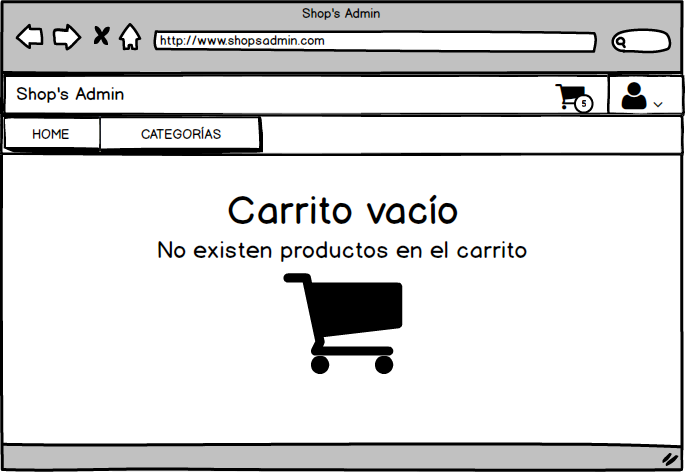 Shop's Admin
http://www.shopsadmin.com
Shop's Admin
5
HOME
CATEGORÍAS
Carrito vacío
No existen productos en el carrito